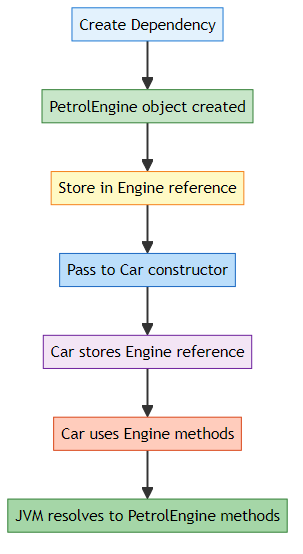 Create Dependency
PetrolEngine object created
Store in Engine reference
Pass to Car constructor
Car stores Engine reference
Car uses Engine methods
JVM resolves to PetrolEngine methods